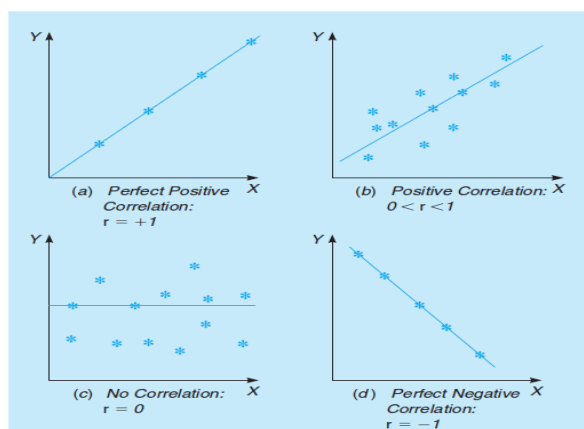 Y
Y
X
(a) Perfect Positive
Correlation:
r = +1
X
(b) Positive Correlation:
0 < r < 1
Y
Y
X
(c) No Correlation:
r = 0
X
(d) Perfect Negative
Correlation:
r = −1